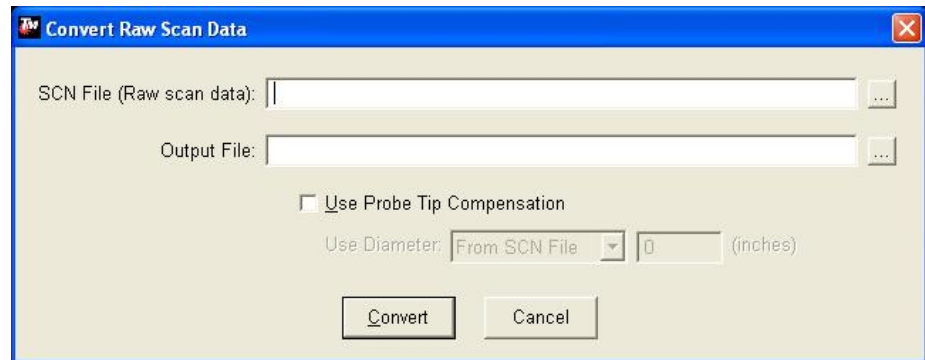 Convert Raw Scan Data
SCN File (Raw scan data):
...
Output File:
...
Use Probe Tip Compensation
Use Diameter: From SCN File 0 (inches)
Convert Cancel